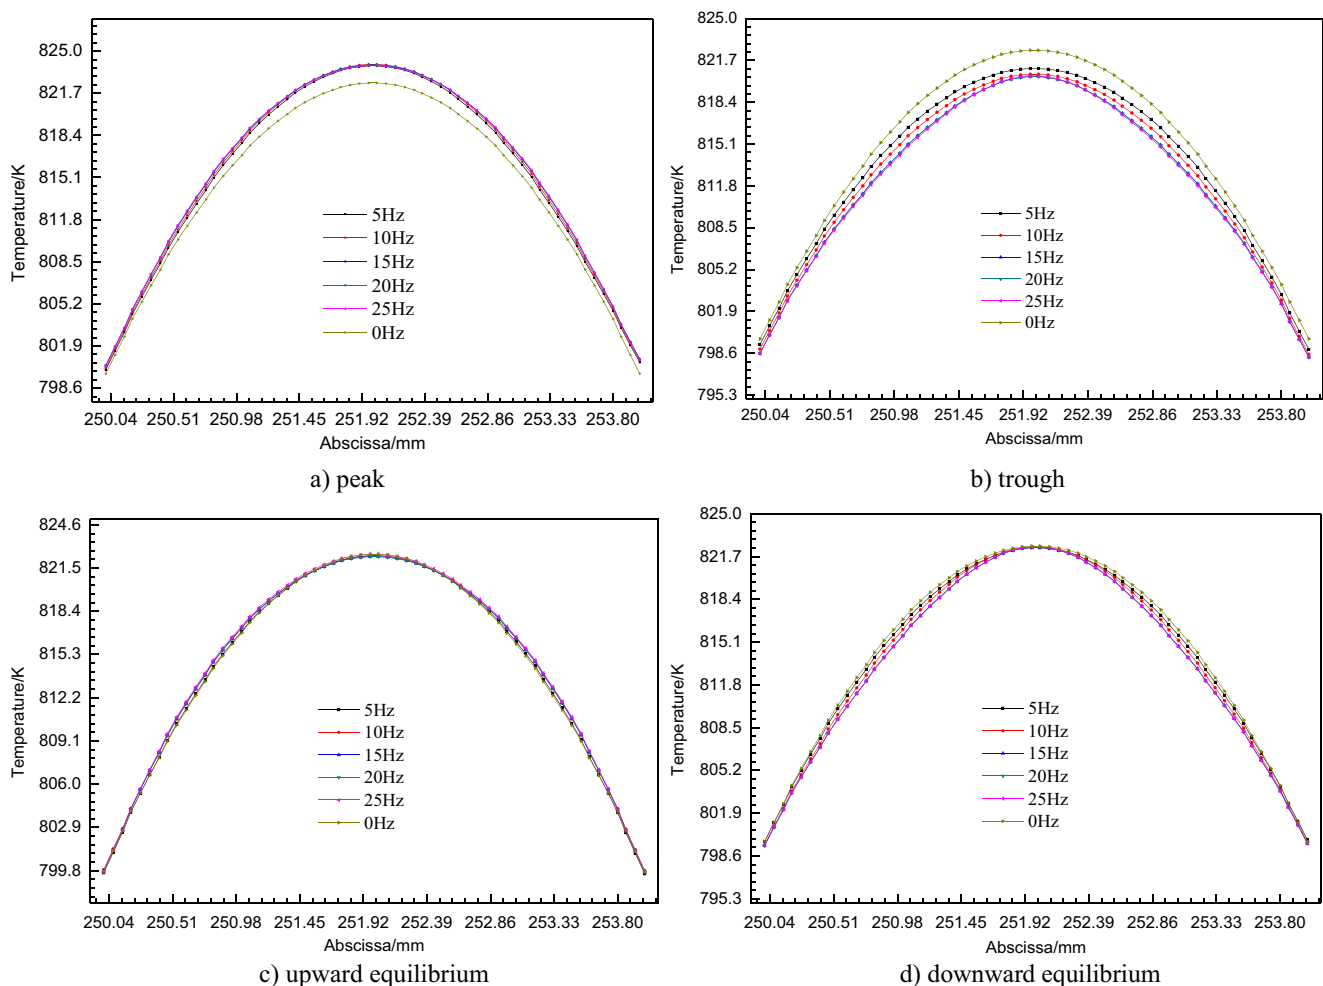 825.0
821.7
818.4
815.1
811.8
808.5
805.2
801.9
798.6
Temperature/K
5Hz
10Hz
15Hz
20Hz
25Hz
0Hz
250.04 250.51 250.98 251.45 251.92 252.39 252.86 253.33 253.80
Abscissa/mm
a) peak
825.0
821.7
818.4
815.1
811.8
808.5
805.2
801.9
798.6
795.3
Temperature/K
5Hz
10Hz
15Hz
20Hz
25Hz
0Hz
250.04 250.51 250.98 251.45 251.92 252.39 252.86 253.33 253.80
Abscissa/mm
b) trough
824.6
821.5
818.4
815.3
812.2
809.1
806.0
802.9
799.8
Temperature/K
5Hz
10Hz
15Hz
20Hz
25Hz
0Hz
250.04 250.51 250.98 251.45 251.92 252.39 252.86 253.33 253.80
Abscissa/mm
c) upward equilibrium
825.0
821.7
818.4
815.1
811.8
808.5
805.2
801.9
798.6
795.3
Temperature/K
5Hz
10Hz
15Hz
20Hz
25Hz
0Hz
250.04 250.51 250.98 251.45 251.92 252.39 252.86 253.33 253.80
Abscissa/mm
d) downward equilibrium